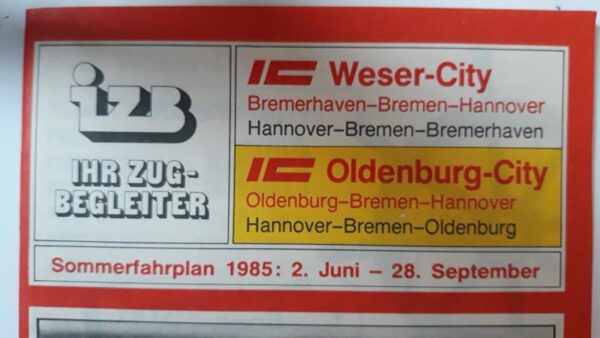 izb
IHR ZUG-
BEGLEITER
IC Weser-City
Bremerhaven–Bremen–Hannover
Hannover–Bremen–Bremerhaven
IC Oldenburg-City
Oldenburg–Bremen–Hannover
Hannover–Bremen–Oldenburg
Sommerfahrplan 1985: 2. Juni – 28. September